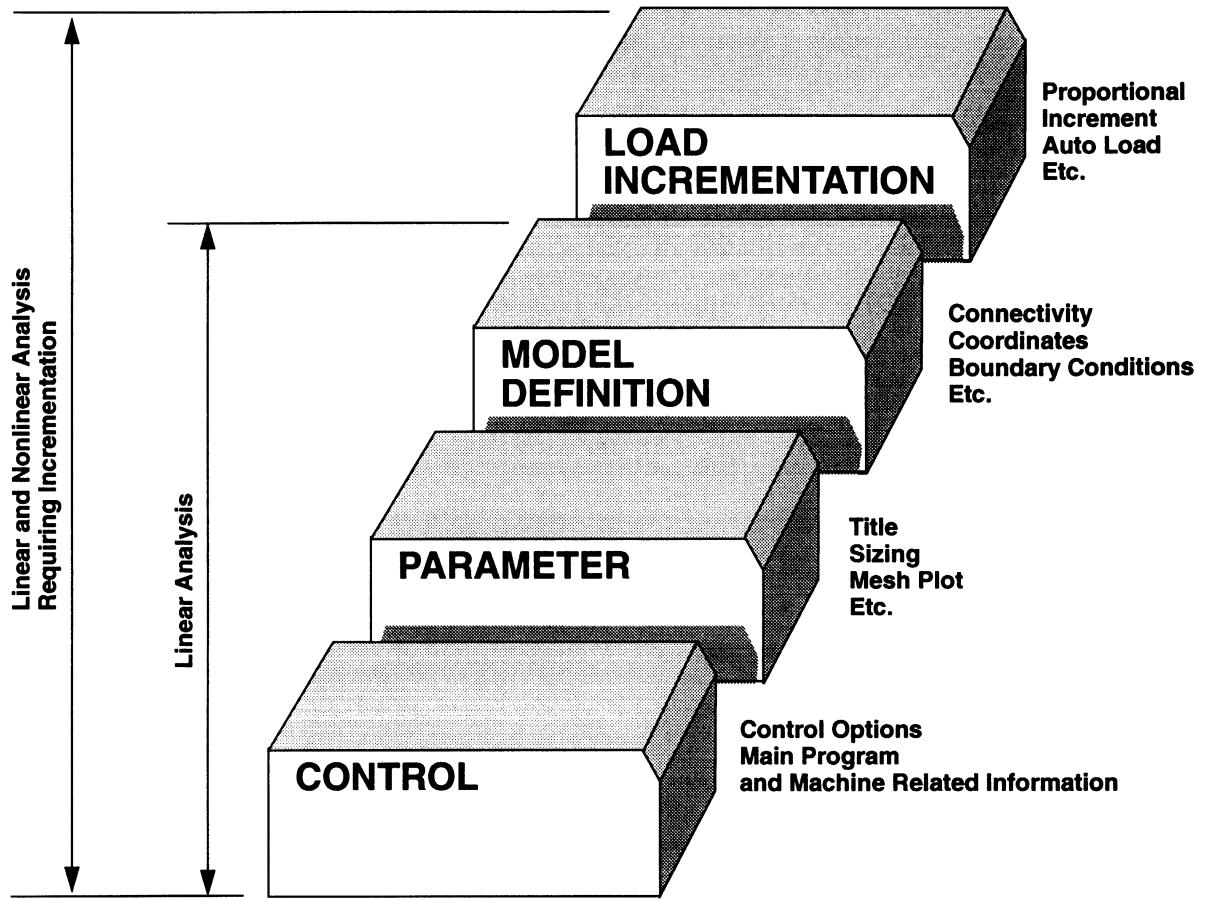 LOAD
INCREMENTATION
Proportional
Increment
Auto Load
Etc.
MODEL
DEFINITION
Connectivity
Coordinates
Boundary Conditions
Etc.
PARAMETER
Title
Sizing
Mesh Plot
Etc.
CONTROL
Control Options
Main Program
and Machine Related Information
Linear and Nonlinear Analysis
Requiring Incrementation
Linear Analysis